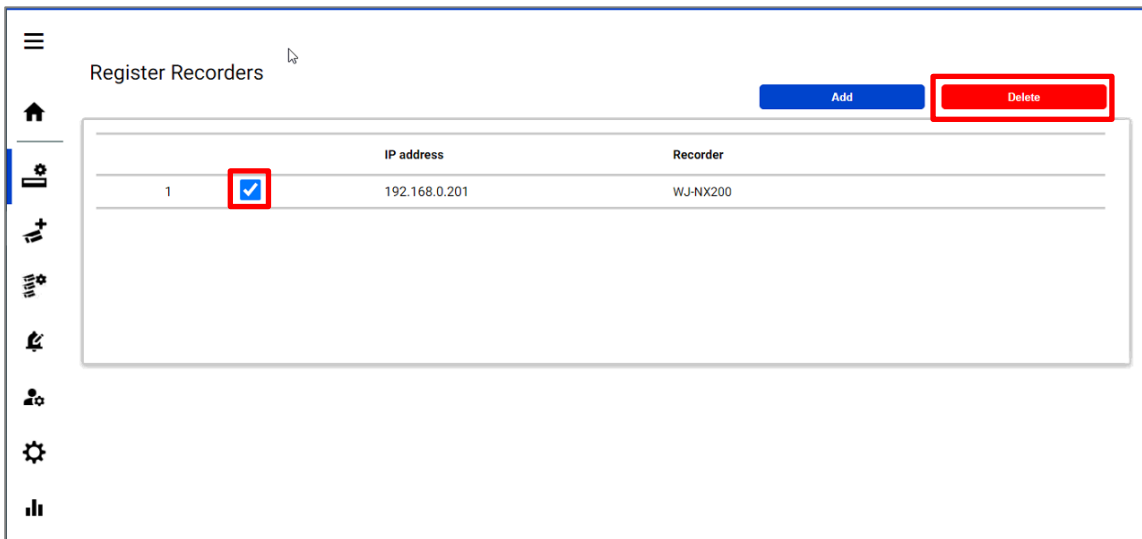 Register Recorders
Add Delete
IP address Recorder
1 192.168.0.201 WJ-NX200